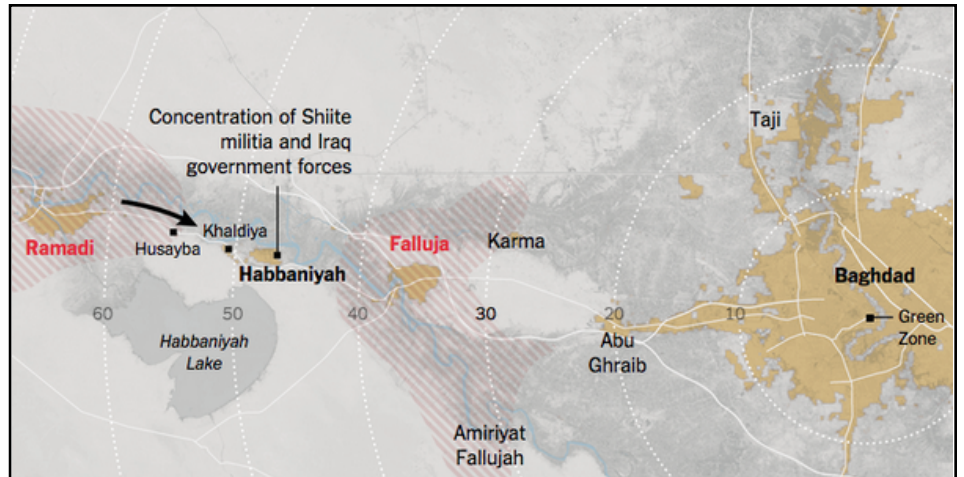 Taji
Concentration of Shiite
militia and Iraq
government forces
Ramadi
Husayba
Khaldiya
Habbaniyah
Falluja
Karma
Baghdad
60
50
40
30
20
10
Green
Zone
Habbaniyah
Lake
Abu
Ghraib
Amiriyat
Fallujah